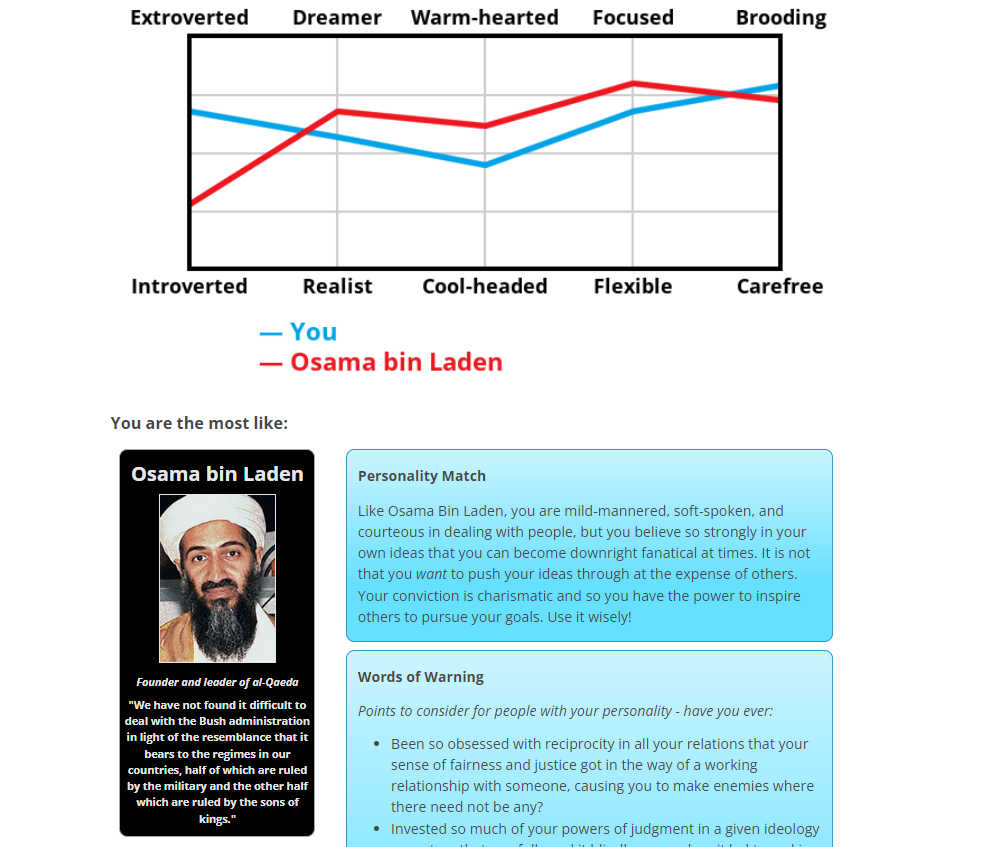 Extroverted Dreamer Warm-hearted Focused Brooding
Introverted Realist Cool-headed Flexible Carefree
— You
— Osama bin Laden
You are the most like:
Osama bin Laden
Founder and leader of al-Qaeda
"We have not found it difficult to
deal with the Bush administration
in light of the resemblance that it
bears to the regimes in our
countries, half of which are ruled
by the military and the other half
which are ruled by the sons of
kings."
Personality Match
Like Osama Bin Laden, you are mild-mannered, soft-spoken, and
courteous in dealing with people, but you believe so strongly in your
own ideas that you can become downright fanatical at times. It is not
that you want to push your ideas through at the expense of others.
Your conviction is charismatic and so you have the power to inspire
others to pursue your goals. Use it wisely!
Words of Warning
Points to consider for people with your personality - have you ever:
• Been so obsessed with reciprocity in all your relations that your
sense of fairness and justice got in the way of a working
relationship with someone, causing you to make enemies where
there need not be any?
• Invested so much of your powers of judgment in a given ideology